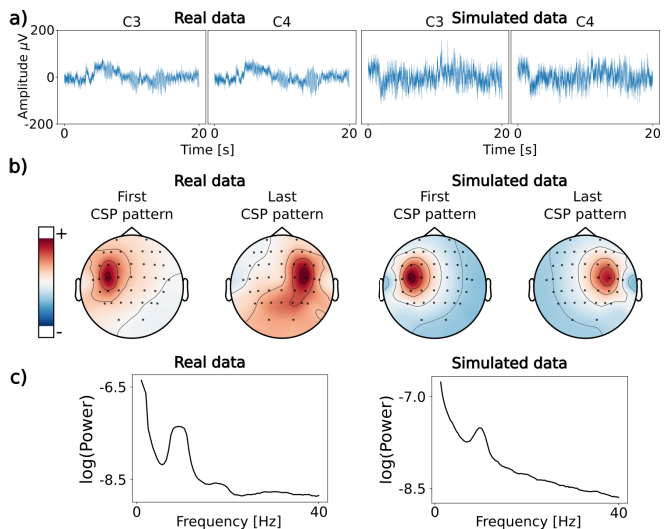 a)
Real data
Simulated data
C3
C4
C3
C4
Amplitude μV
200
0
-200
0
20
0
20
0
20
0
20
Time [s]
Time [s]
b)
Real data
Simulated data
First
CSP pattern
Last
CSP pattern
First
CSP pattern
Last
CSP pattern
+
-
c)
Real data
Simulated data
log(Power)
-6.5
-8.5
0
40
Frequency [Hz]
log(Power)
-7.0
-8.5
0
40
Frequency [Hz]